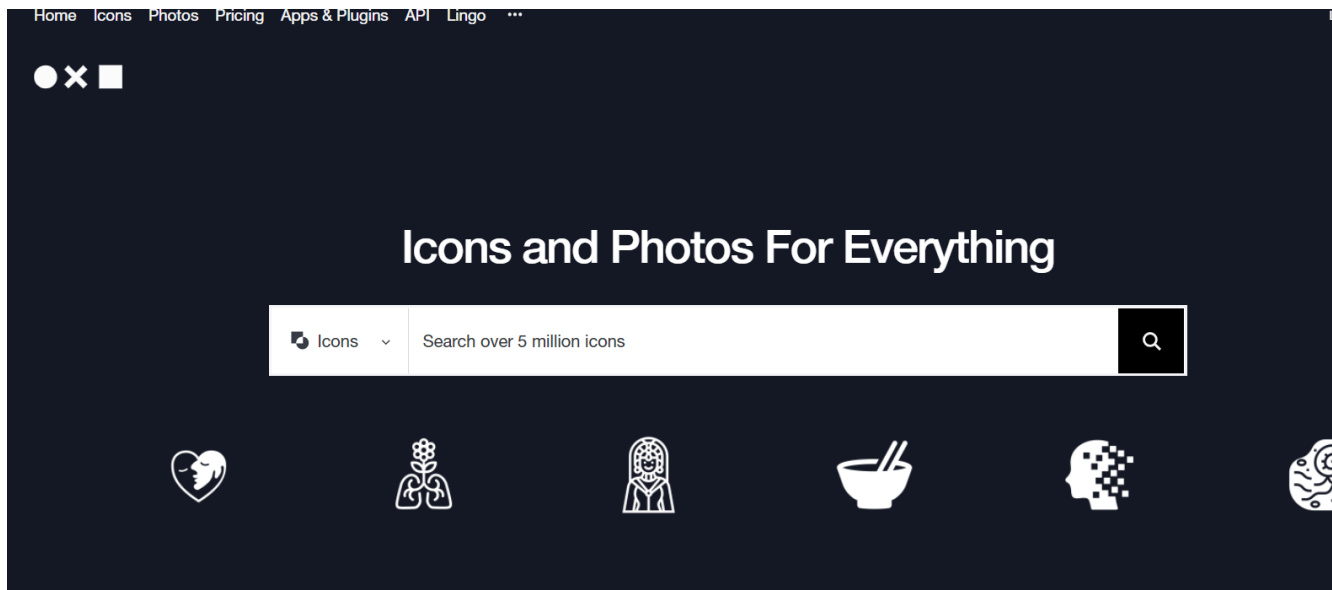 Home Icons Photos Pricing Apps & Plugins API Lingo ···
Icons and Photos For Everything
Icons Search over 5 million icons